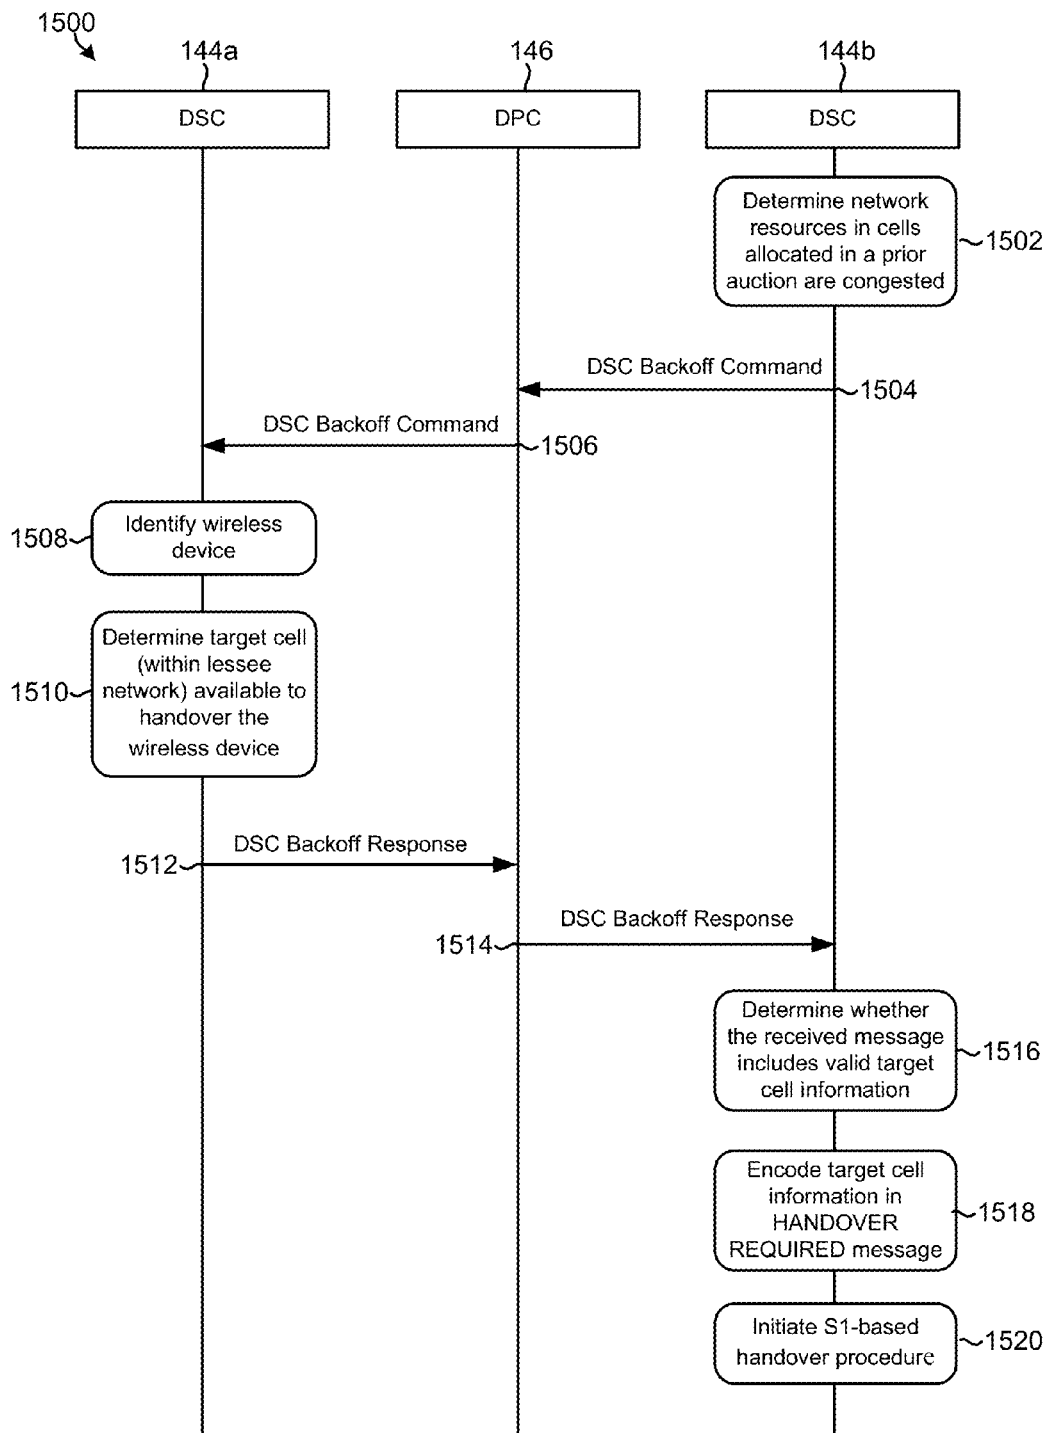 1500
144a
146
144b
DSC
DPC
DSC
Determine network
resources in cells
allocated in a prior
auction are congested
1502
DSC Backoff Command
1504
DSC Backoff Command
1506
Identify wireless
device
1508
Determine target cell
(within lessee
network) available to
handover the
wireless device
1510
DSC Backoff Response
1512
DSC Backoff Response
1514
Determine whether
the received message
includes valid target
cell information
1516
Encode target cell
information in
HANDOVER
REQUIRED message
1518
Initiate S1-based
handover procedure
1520